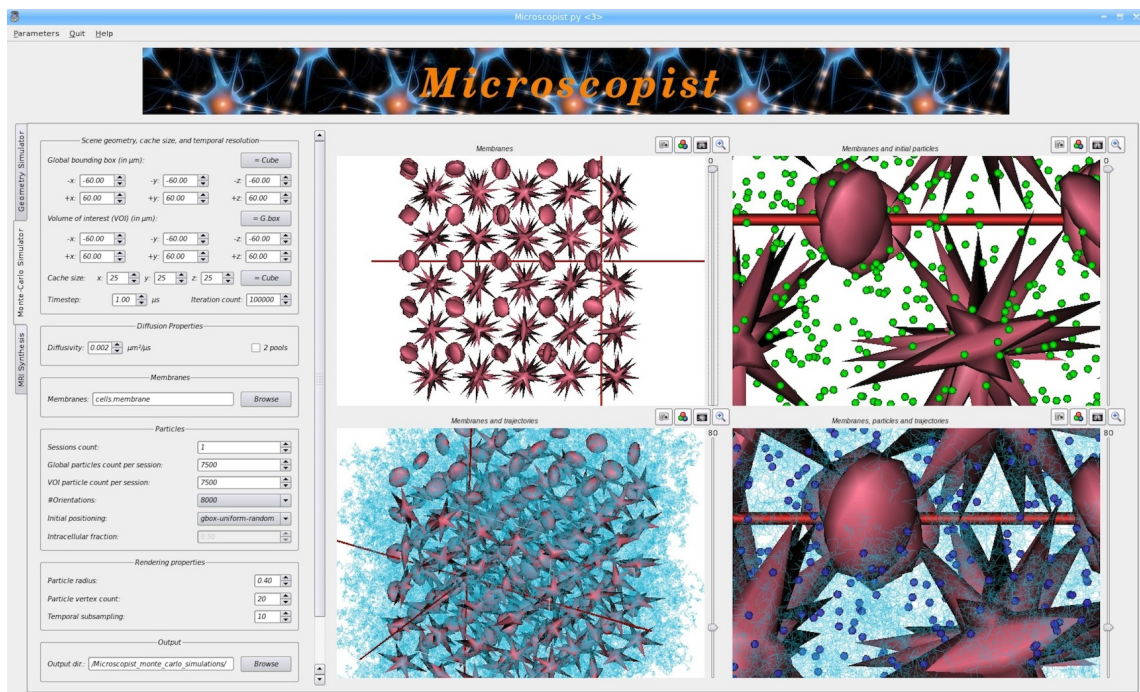 Microscopist.py <3>
Parameters Quit Help
Microscopist
Geometry Simulator
Monte-Carlo Simulator
MRI Synthesis
Scene geometry, cache size, and temporal resolution
Global bounding box (in µm): = Cube
-x: -60.00 -y: -60.00 -z: -60.00
+x: 60.00 +y: 60.00 +z: 60.00
Volume of interest (VOI) (in µm): = G.box
-x: -60.00 -y: -60.00 -z: -60.00
+x: 60.00 +y: 60.00 +z: 60.00
Cache size: x: 25 y: 25 z: 25 = Cube
Timestep: 1.00 µs Iteration count: 100000
Diffusion Properties
Diffusivity: 0.002 µm²/µs 2 pools
Membranes
Membranes: cells.membrane Browse
Particles
Sessions count: 1
Global particles count per session: 7500
VOI particle count per session: 7500
#Orientations: 8000
Initial positioning: gbox-uniform-random
Intracellular fraction: 0.50
Rendering properties
Particle radius: 0.40
Particle vertex count: 20
Temporal subsampling: 10
Output
Output dir.: /Microscopist_monte_carlo_simulations/ Browse
Membranes
0
Membranes and initial particles
0
Membranes and trajectories
80
Membranes, particles and trajectories
80